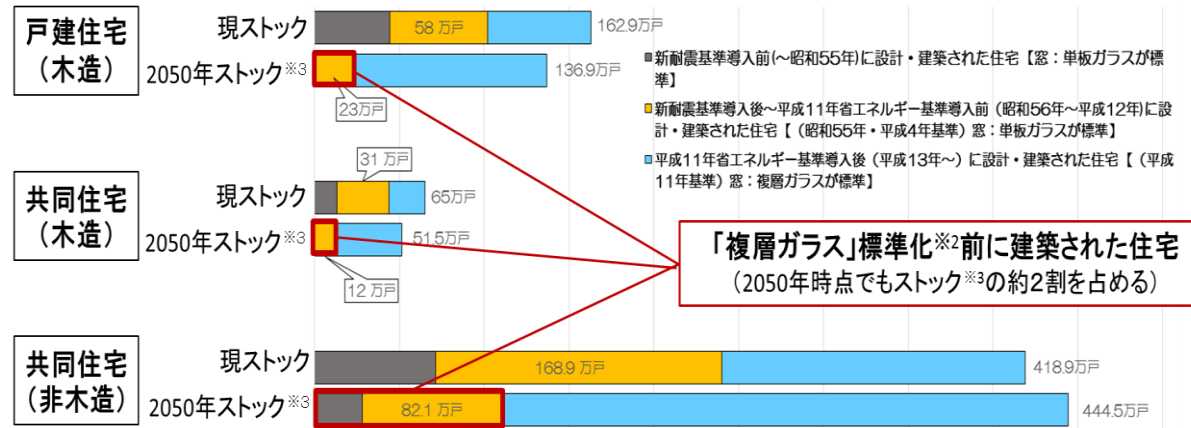 戸建住宅
（木造）
現ストック
58 万戸
162.9万戸
2050年ストック※3
136.9万戸
23万戸
■新耐震基準導入前(～昭和55年)に設計・建築された住宅【窓：単板ガラスが標
準】
■新耐震基準導入後～平成11年省エネルギー基準導入前（昭和56年～平成12年)に設
計・建築された住宅【（昭和55年・平成4年基準）窓：単板ガラスが標準】
■平成11年省エネルギー基準導入後（平成13年～）に設計・建築された住宅【（平成
11年基準）窓：複層ガラスが標準】
共同住宅
（木造）
31 万戸
現ストック
65万戸
2050年ストック※3
51.5万戸
12 万戸
「複層ガラス」標準化※2前に建築された住宅
（2050年時点でもストック※3の約2割を占める）
共同住宅
（非木造）
現ストック
168.9 万戸
418.9万戸
2050年ストック※3
82.1 万戸
444.5万戸